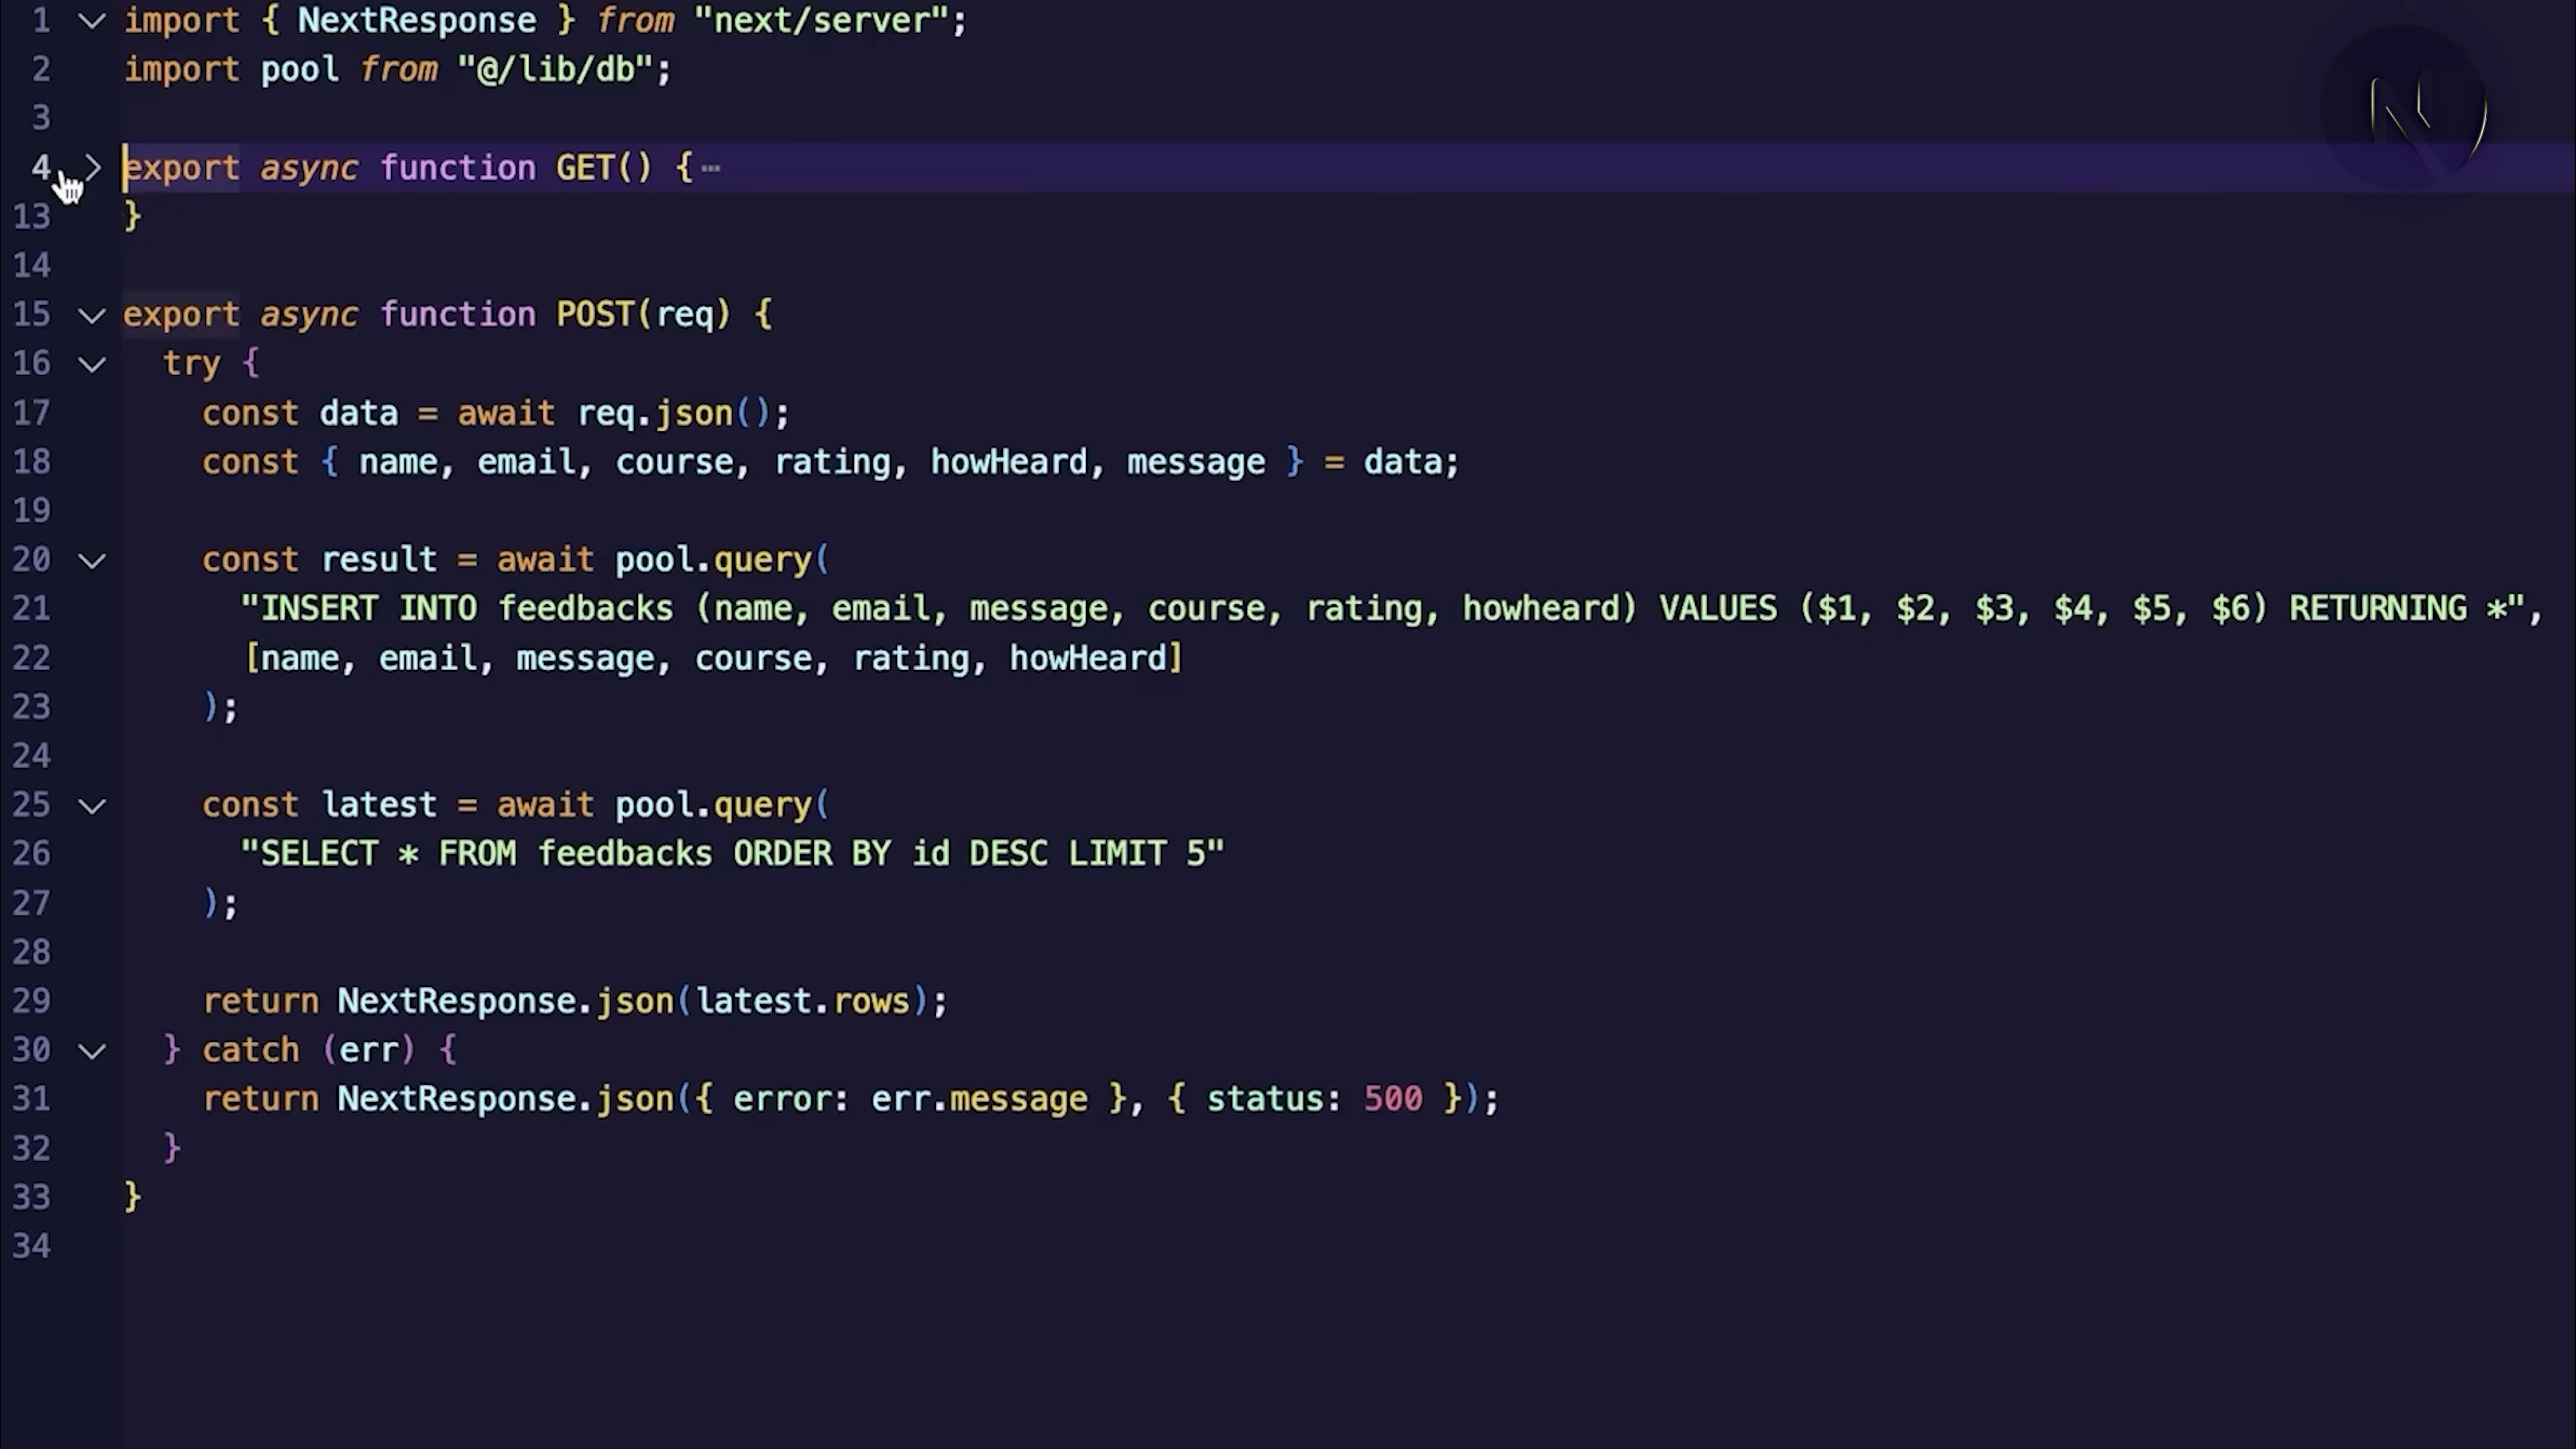 1 import { NextResponse } from "next/server";
2 import pool from "@/lib/db";
3
4 export async function GET() { ⋯
13 }
14
15 export async function POST(req) {
16   try {
17     const data = await req.json();
18     const { name, email, course, rating, howHeard, message } = data;
19
20     const result = await pool.query(
21       "INSERT INTO feedbacks (name, email, message, course, rating, howheard) VALUES ($1, $2, $3, $4, $5, $6) RETURNING *",
22       [name, email, message, course, rating, howHeard]
23     );
24
25     const latest = await pool.query(
26       "SELECT * FROM feedbacks ORDER BY id DESC LIMIT 5"
27     );
28
29     return NextResponse.json(latest.rows);
30   } catch (err) {
31     return NextResponse.json({ error: err.message }, { status: 500 });
32   }
33 }
34